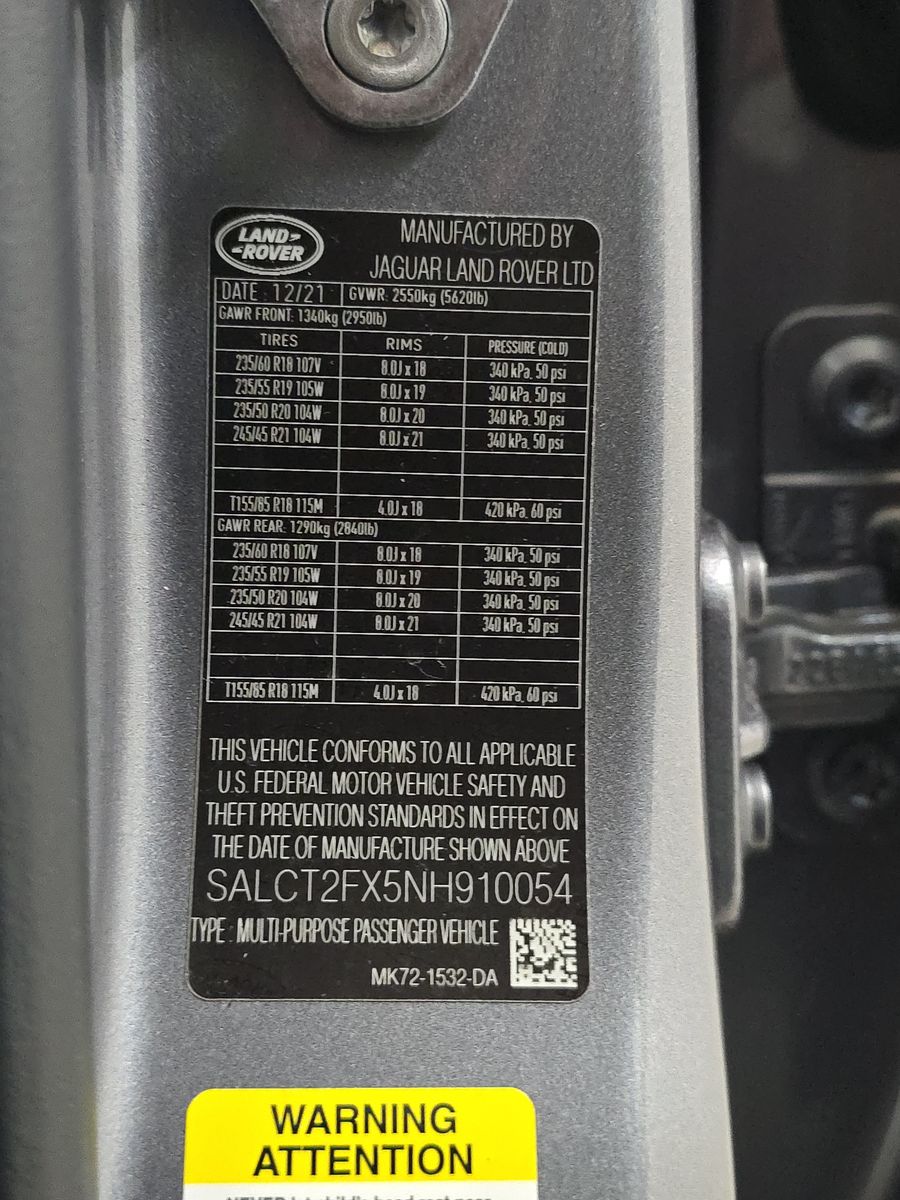 LAND ROVER
MANUFACTURED BY
JAGUAR LAND ROVER LTD
DATE : 12/21 GVWR: 2550kg (5620lb)
GAWR FRONT: 1340kg (2950lb)
TIRES RIMS PRESSURE (COLD)
235/60 R18 107V 8.0J x 18 340 kPa, 50 psi
235/55 R19 105W 8.0J x 19 340 kPa, 50 psi
235/50 R20 104W 8.0J x 20 340 kPa, 50 psi
245/45 R21 104W 8.0J x 21 340 kPa, 50 psi
T155/85 R18 115M 4.0J x 18 420 kPa, 60 psi
GAWR REAR: 1290kg (2840lb)
235/60 R18 107V 8.0J x 18 340 kPa, 50 psi
235/55 R19 105W 8.0J x 19 340 kPa, 50 psi
235/50 R20 104W 8.0J x 20 340 kPa, 50 psi
245/45 R21 104W 8.0J x 21 340 kPa, 50 psi
T155/85 R18 115M 4.0J x 18 420 kPa, 60 psi
THIS VEHICLE CONFORMS TO ALL APPLICABLE
U.S. FEDERAL MOTOR VEHICLE SAFETY AND
THEFT PREVENTION STANDARDS IN EFFECT ON
THE DATE OF MANUFACTURE SHOWN ABOVE
SALCT2FX5NH910054
TYPE : MULTI-PURPOSE PASSENGER VEHICLE
MK72-1532-DA
WARNING
ATTENTION